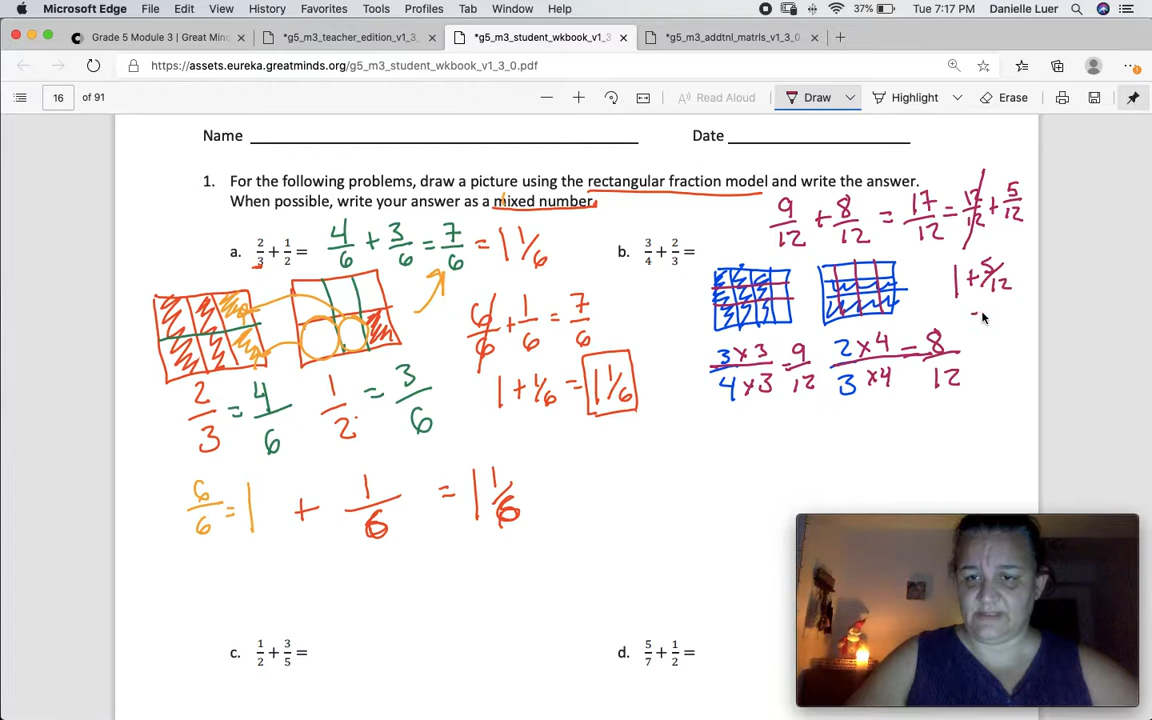 Microsoft Edge File Edit View History Favorites Tools Profiles Tab Window Help 37% Tue 7:17 PM Danielle Luer
Grade 5 Module 3 | Great Min *g5_m3_teacher_edition_v1_3_ *g5_m3_student_wkbook_v1_3 *g5_m3_addtnl_matrls_v1_3_0.
https://assets.eureka.greatminds.org/g5_m3_student_wkbook_v1_3_0.pdf
16 of 91 Read Aloud Draw Highlight Erase
Name Date
1. For the following problems, draw a picture using the rectangular fraction model and write the answer.
When possible, write your answer as a mixed number.
9/12 + 8/12 = 17/12 = 12/12 + 5/12
a. 2/3 + 1/2 = 4/6 + 3/6 = 7/6 = 1 1/6
b. 3/4 + 2/3 =
1 + 5/12
6/6 + 1/6 = 7/6
3 x 3 / 4 x 3 = 9/12 2 x 4 / 3 x 4 = 8/12
1 + 1/6 = 1 1/6
2/3 = 4/6 1/2 = 3/6
6/6 = 1 + 1/6 = 1 1/6
c. 1/2 + 3/5 =
d. 5/7 + 1/2 =